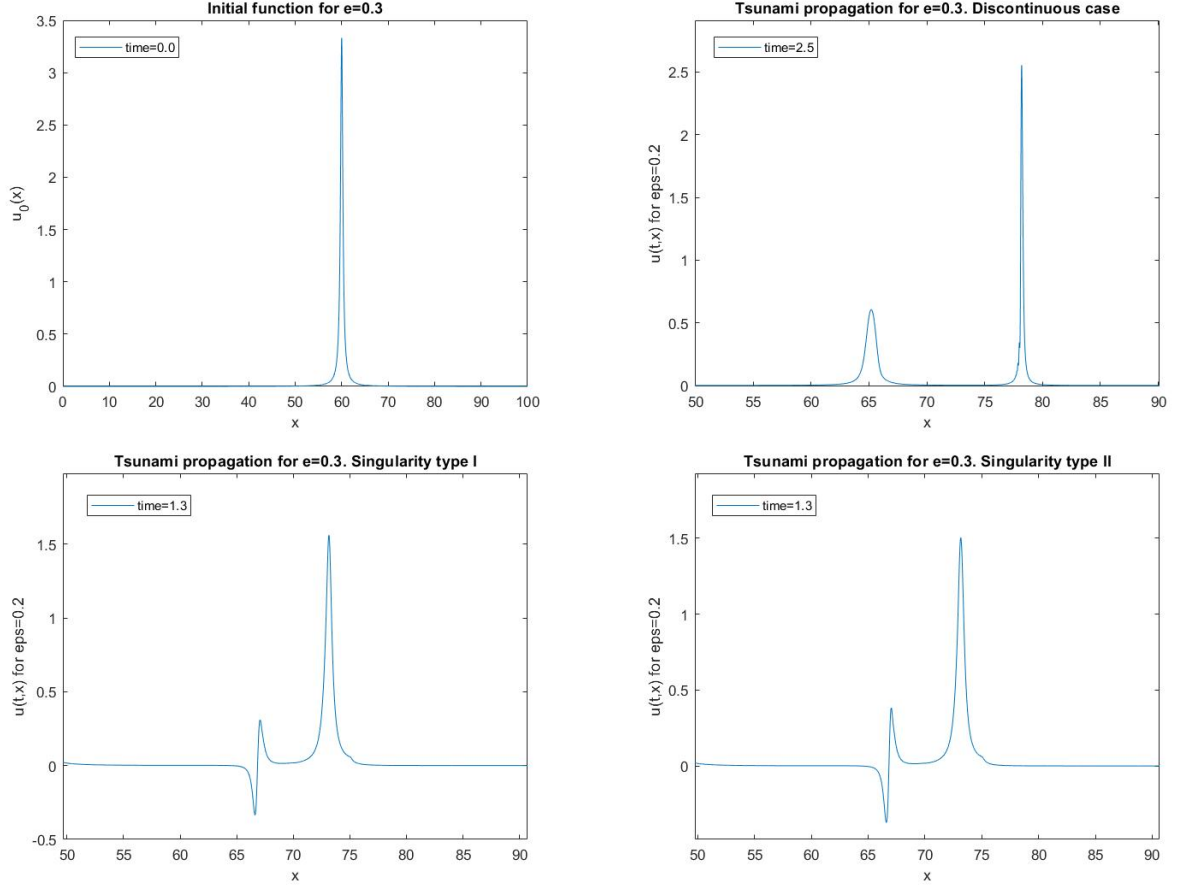 Initial function for e=0.3
time=0.0
3.5
3
2.5
2
1.5
1
0.5
0
u0(x)
0 10 20 30 40 50 60 70 80 90 100
x
Tsunami propagation for e=0.3. Discontinuous case
time=2.5
2.5
2
1.5
1
0.5
0
u(t,x) for eps=0.2
50 55 60 65 70 75 80 85 90
x
Tsunami propagation for e=0.3. Singularity type I
time=1.3
1.5
1
0.5
0
-0.5
u(t,x) for eps=0.2
50 55 60 65 70 75 80 85 90
x
Tsunami propagation for e=0.3. Singularity type II
time=1.3
1.5
1
0.5
0
u(t,x) for eps=0.2
50 55 60 65 70 75 80 85 90
x